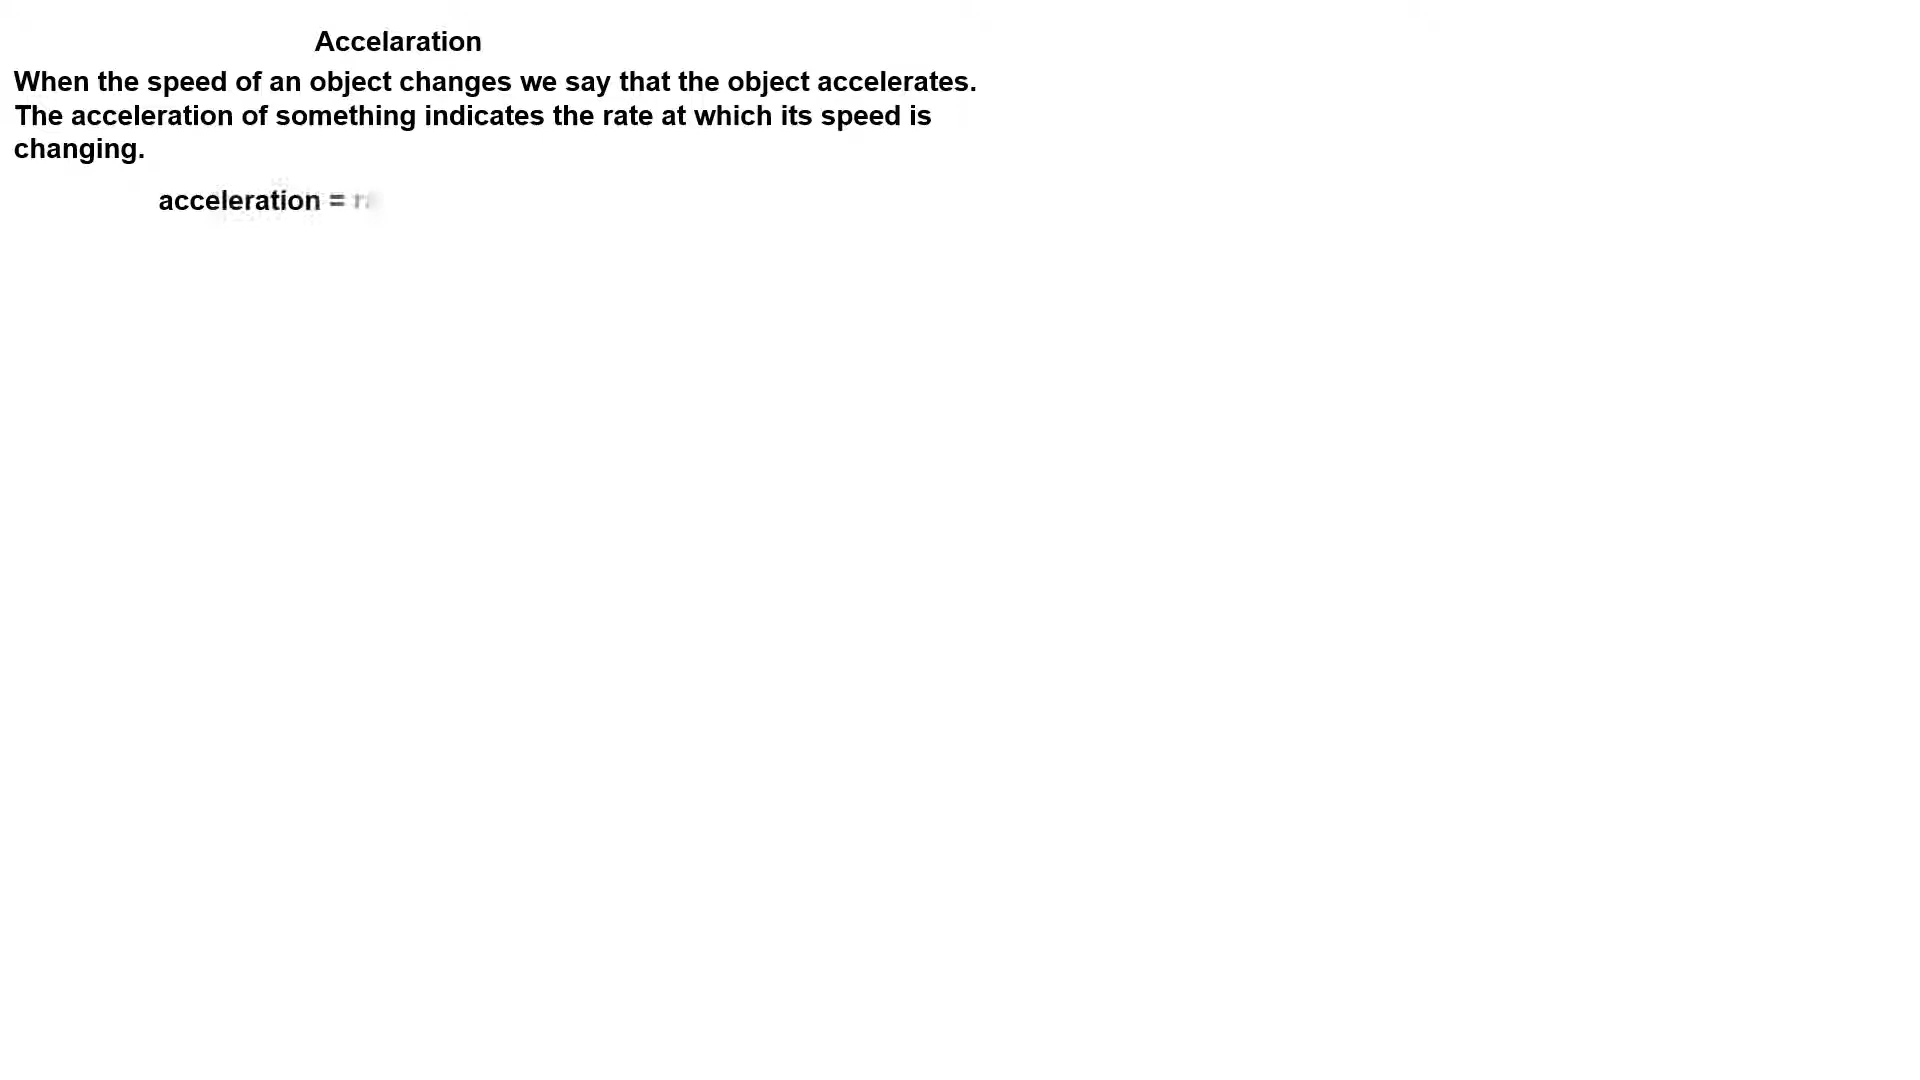 Accelaration
When the speed of an object changes we say that the object accelerates.
The acceleration of something indicates the rate at which its speed is
changing.
acceleration =